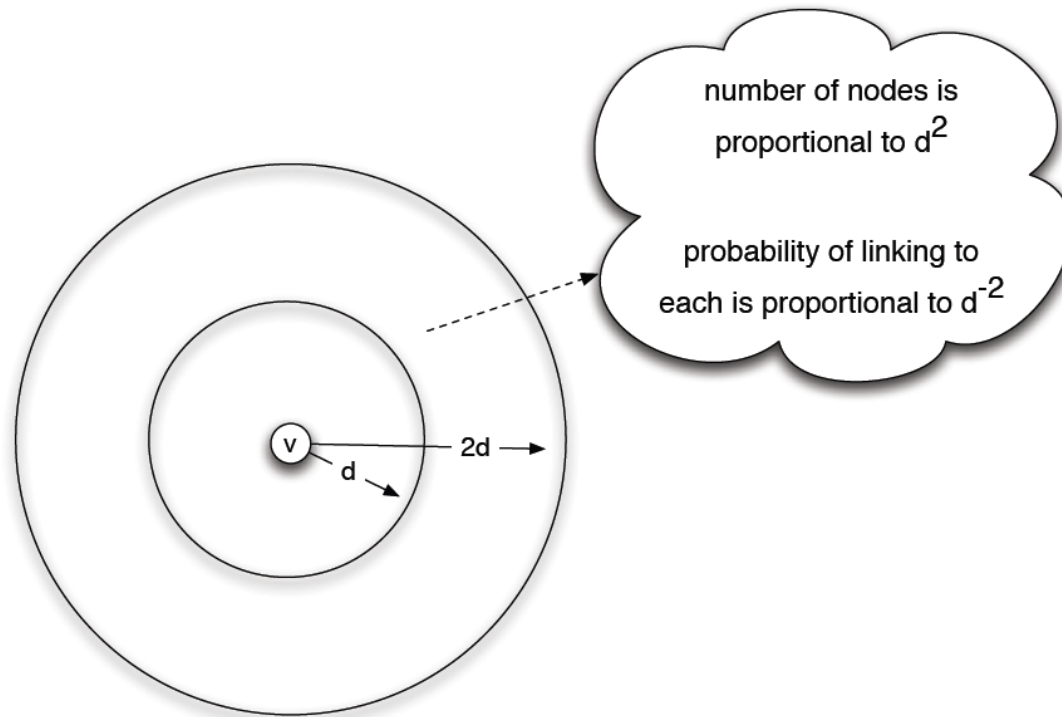 number of nodes is
proportional to d²
probability of linking to
each is proportional to d⁻²
v
2d
d